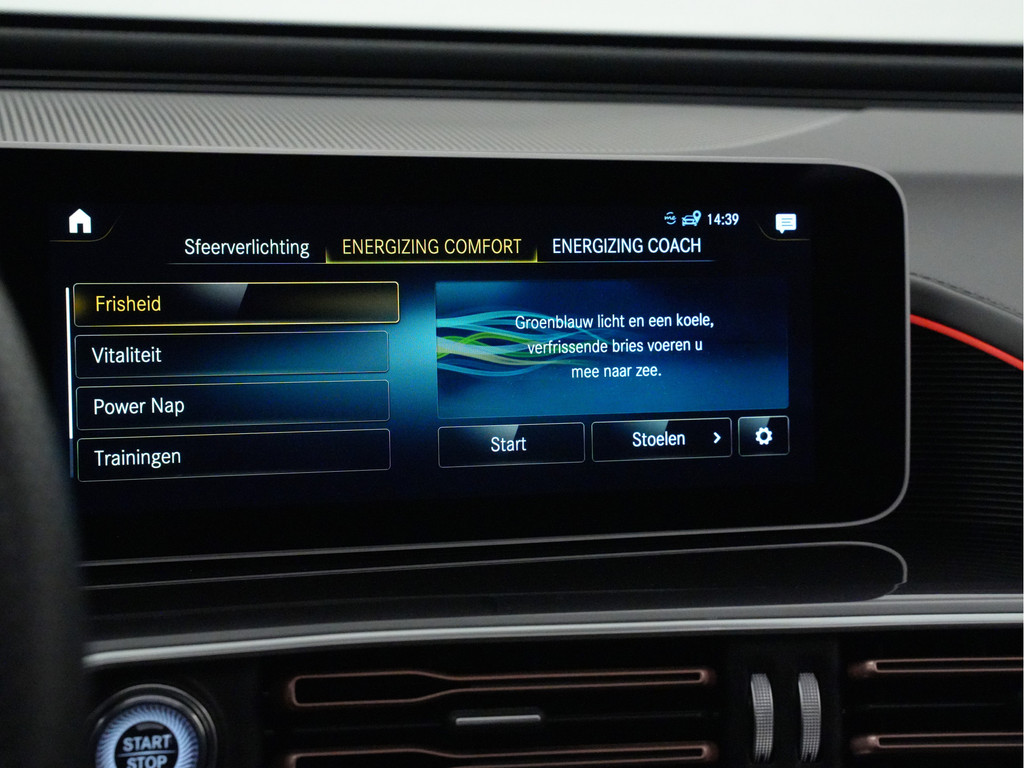 14:39
Sfeerverlichting
ENERGIZING COMFORT
ENERGIZING COACH
Frisheid
Vitaliteit
Power Nap
Trainingen
Groenblauw licht en een koele,
verfrissende bries voeren u
mee naar zee.
Start
Stoelen
START
STOP